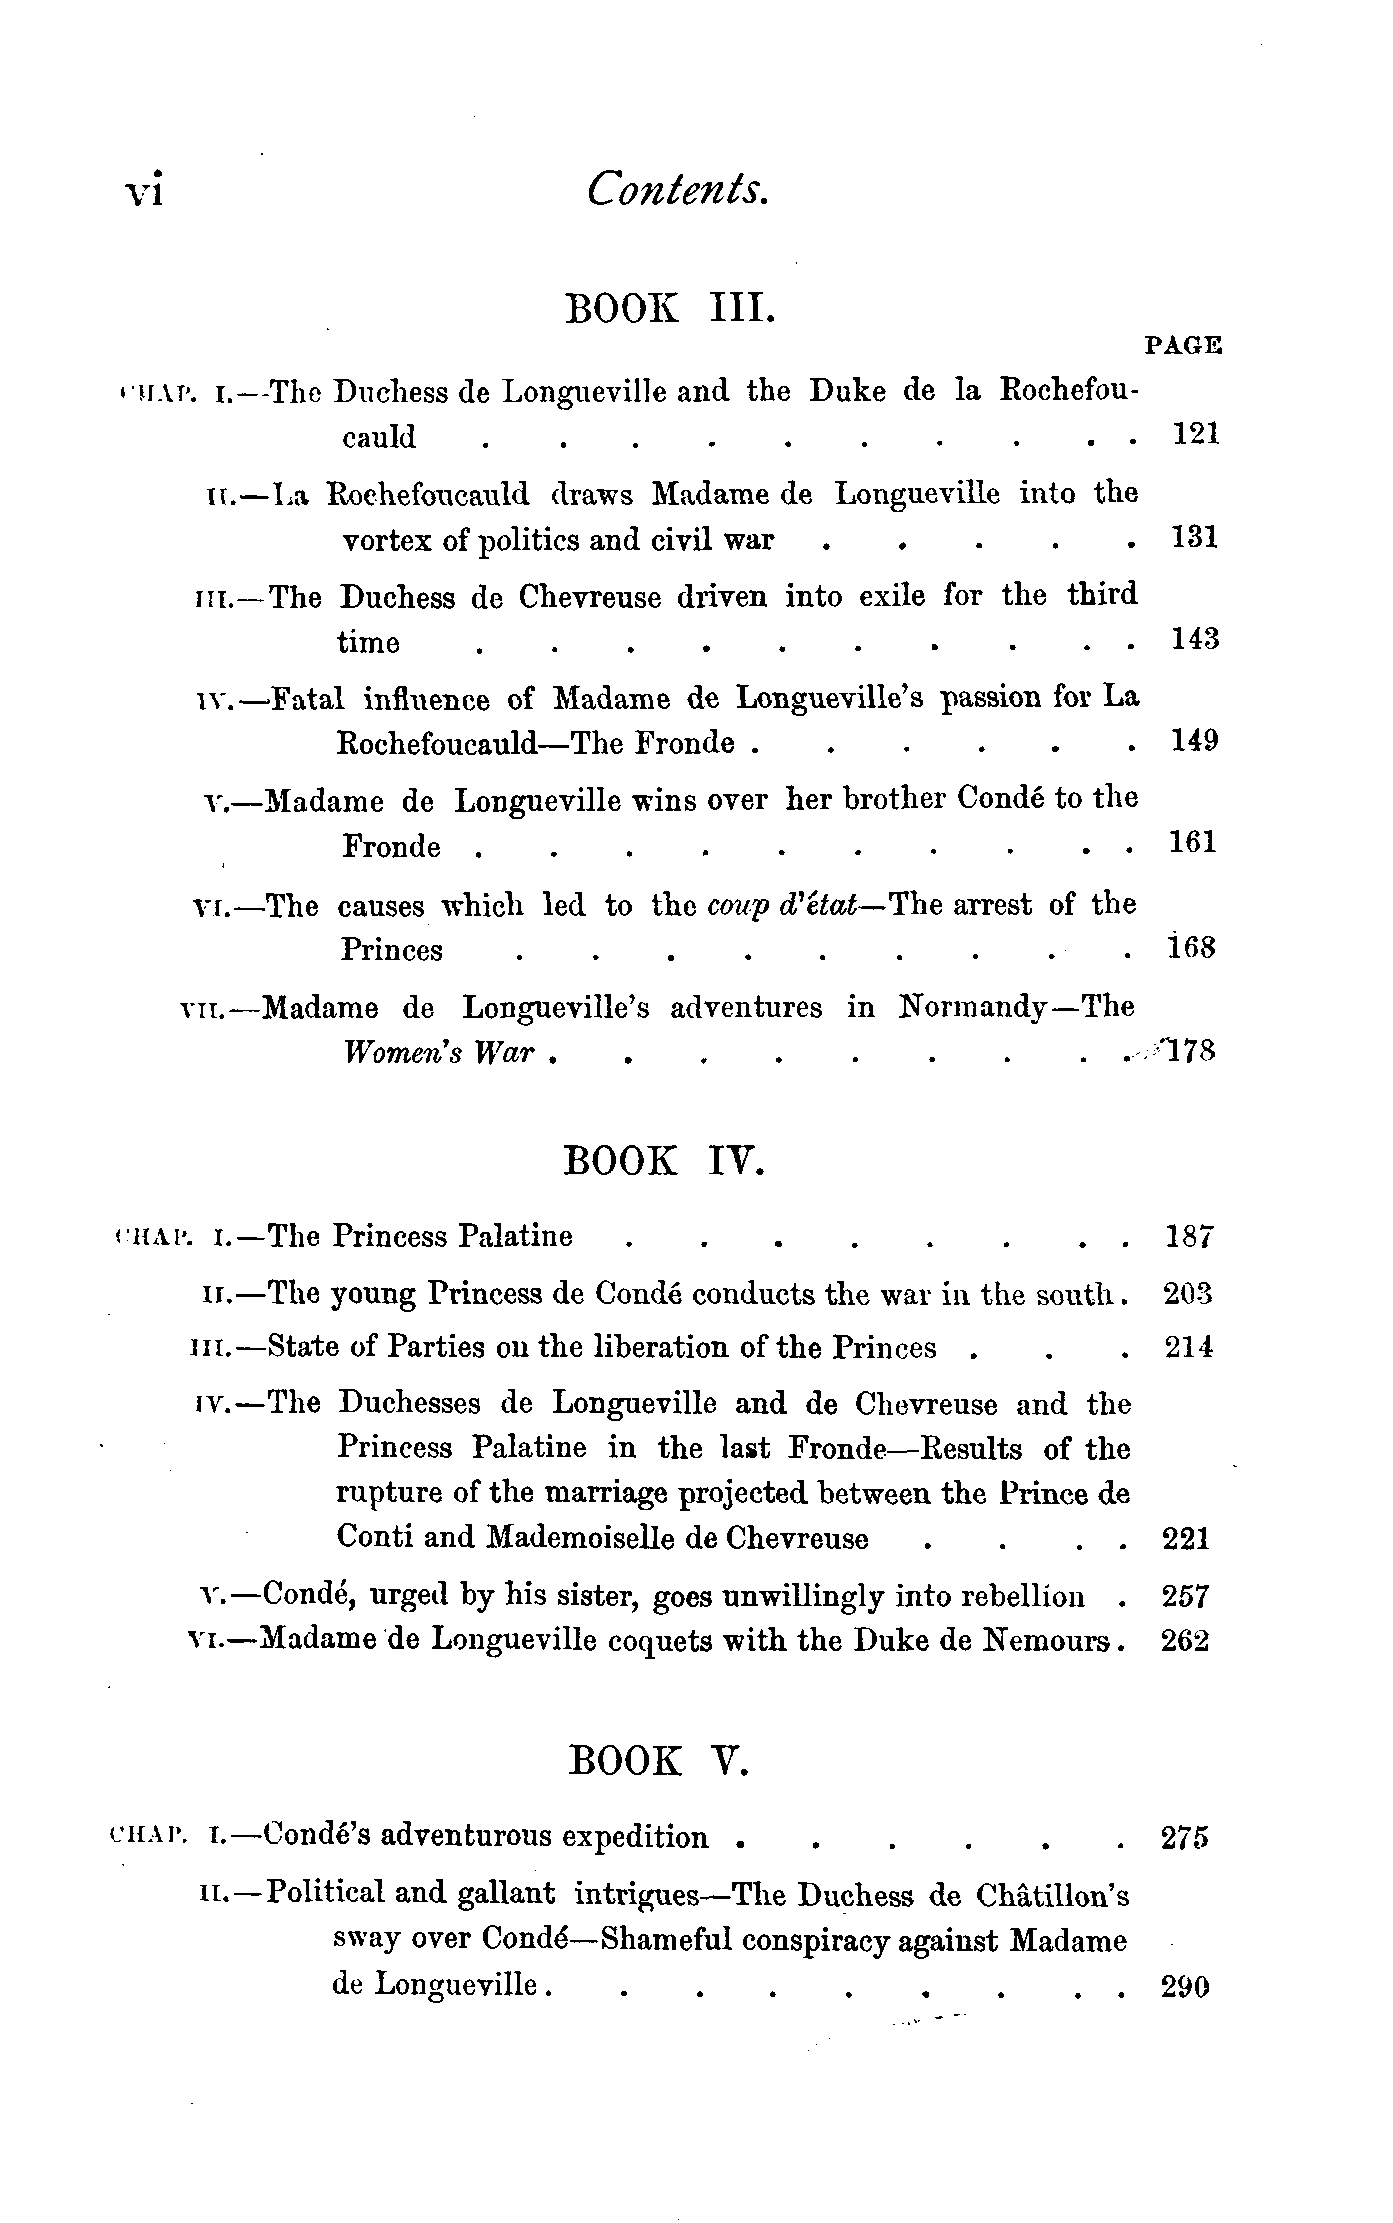 vi Contents.
BOOK III.
PAGE
CHAP. I.—The Duchess de Longueville and the Duke de la Rochefou-
cauld . . . . . . . . . . 121
II.—La Rochefoucauld draws Madame de Longueville into the
vortex of politics and civil war . . . . . 131
III.—The Duchess de Chevreuse driven into exile for the third
time . . . . . . . . . . 143
IV.—Fatal influence of Madame de Longueville's passion for La
Rochefoucauld—The Fronde . . . . . . 149
V.—Madame de Longueville wins over her brother Condé to the
Fronde . . . . . . . . . . 161
VI.—The causes which led to the coup d'état—The arrest of the
Princes . . . . . . . . . 168
VII.—Madame de Longueville's adventures in Normandy—The
Women's War . . . . . . . . . 178
BOOK IV.
CHAP. I.—The Princess Palatine . . . . . . . . 187
II.—The young Princess de Condé conducts the war in the south . 203
III.—State of Parties on the liberation of the Princes . . . 214
IV.—The Duchesses de Longueville and de Chevreuse and the
Princess Palatine in the last Fronde—Results of the
rupture of the marriage projected between the Prince de
Conti and Mademoiselle de Chevreuse . . . . 221
V.—Condé, urged by his sister, goes unwillingly into rebellion . 257
VI.—Madame de Longueville coquets with the Duke de Nemours . 262
BOOK V.
CHAP. I.—Condé's adventurous expedition . . . . . . 275
II.—Political and gallant intrigues—The Duchess de Châtillon's
sway over Condé—Shameful conspiracy against Madame
de Longueville . . . . . . . . . 290